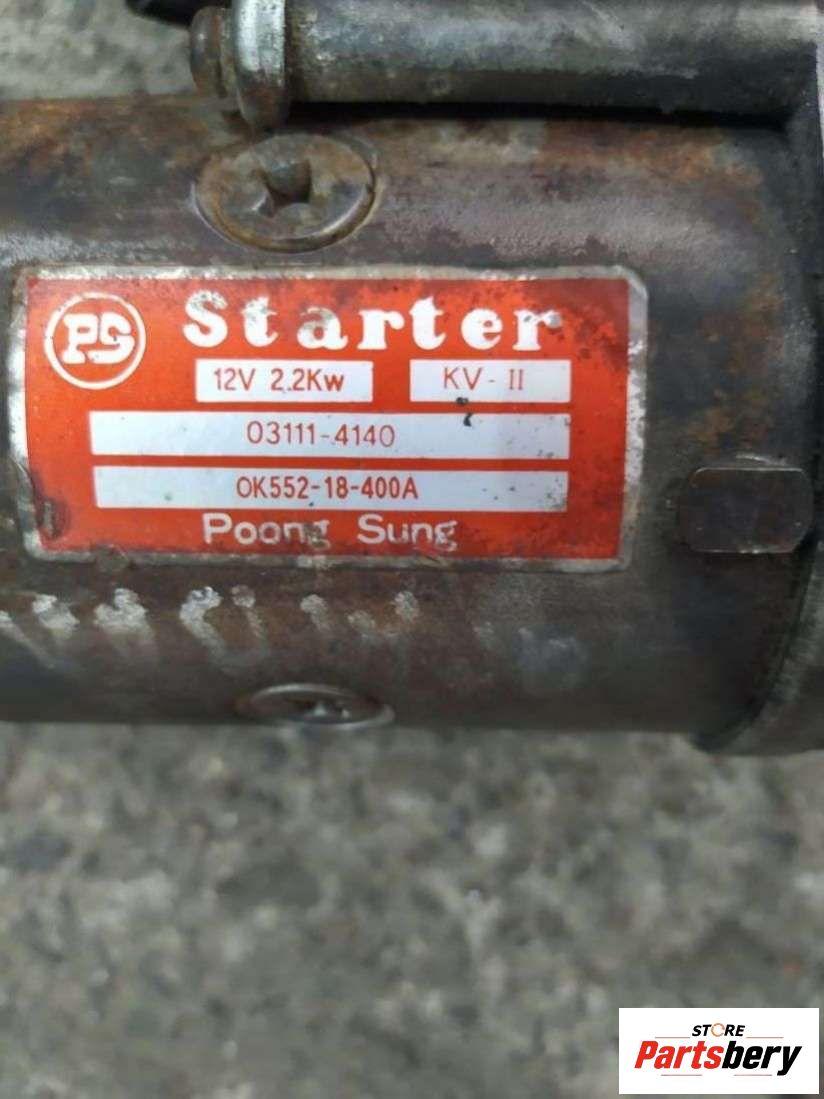 PS Starter
12V 2.2Kw KV-II
03111-4140
OK552-18-400A
Poong Sung
STORE
Partsbery